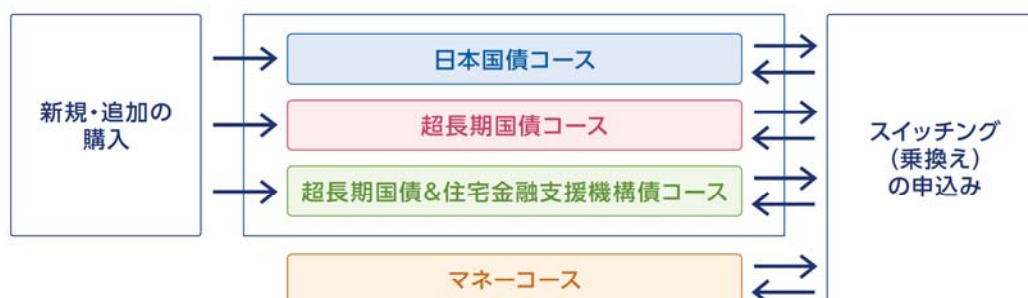 新規・追加の
購入
日本国債コース
超長期国債コース
超長期国債&住宅金融支援機構債コース
マネーコース
スイッチング
(乗換え)
の申込み